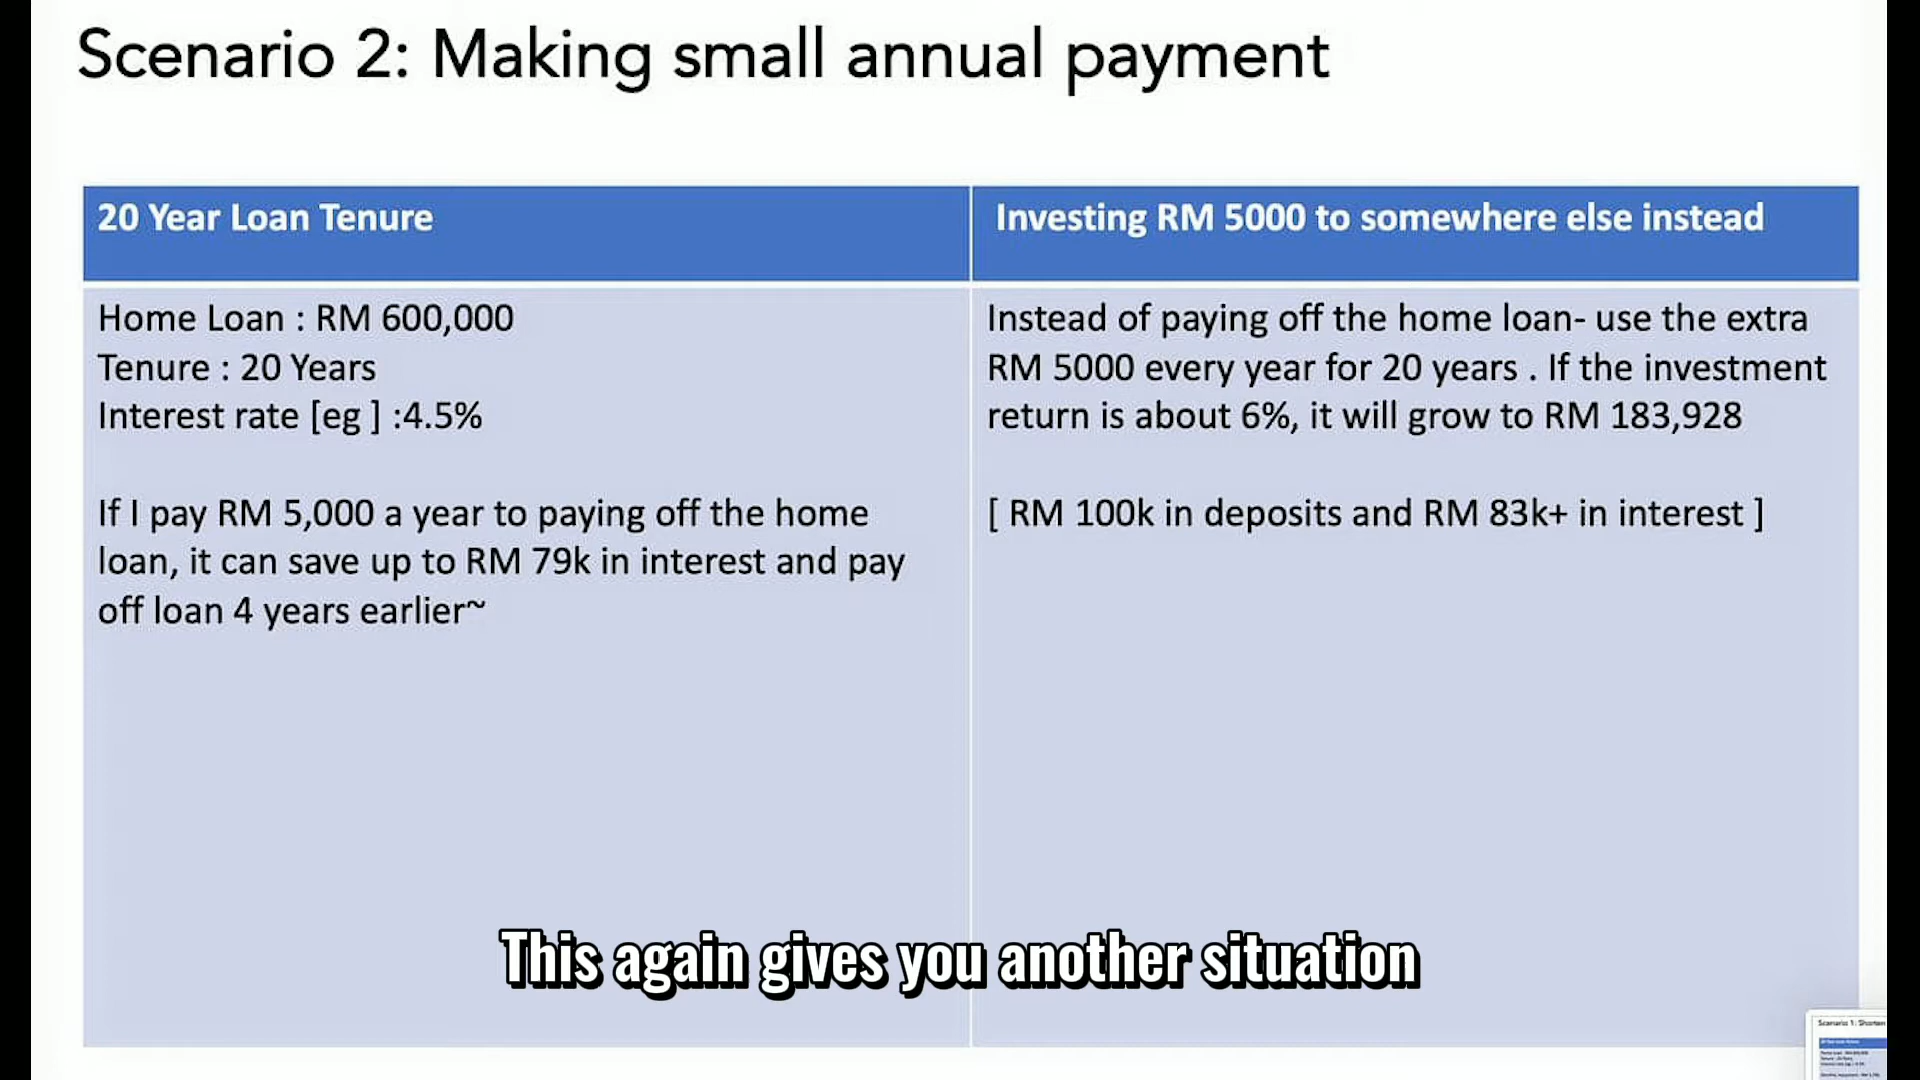 Scenario 2: Making small annual payment
20 Year Loan Tenure
Home Loan : RM 600,000
Tenure : 20 Years
Interest rate [eg ] :4.5%
If I pay RM 5,000 a year to paying off the home
loan, it can save up to RM 79k in interest and pay
off loan 4 years earlier~
Investing RM 5000 to somewhere else instead
Instead of paying off the home loan- use the extra
RM 5000 every year for 20 years . If the investment
return is about 6%, it will grow to RM 183,928
[ RM 100k in deposits and RM 83k+ in interest ]
This again gives you another situation
Scenario 1: Shorten